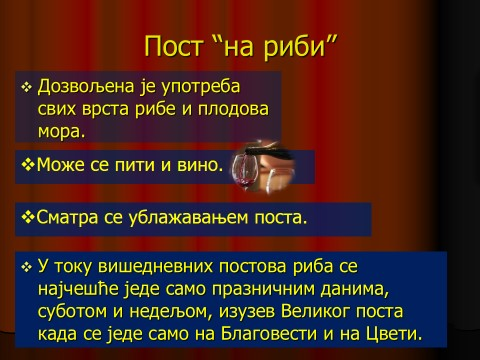 Пост “на риби”
❖ Дозвољена је употреба
свих врста рибе и плодова
мора.
❖Може се пити и вино.
❖Сматра се ублажавањем поста.
❖ У току вишедневних постова риба се
најчешће једе само празничним данима,
суботом и недељом, изузев Великог поста
када се једе само на Благовести и на Цвети.